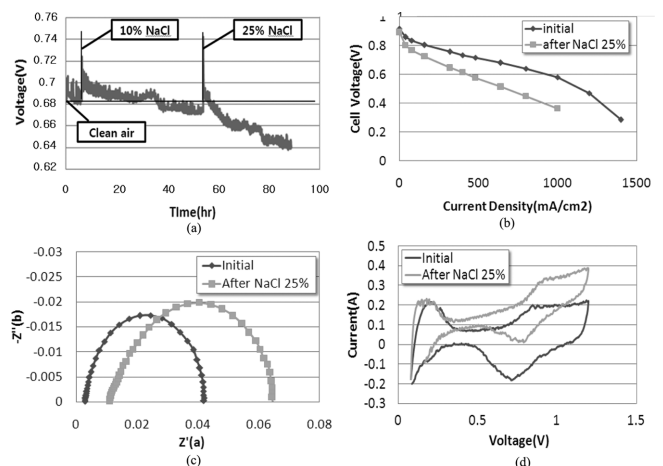 0.76
0.74
0.7
0.68
0.66
0.64
0.62
Voltage(V)
10% NaCl
25% NaCl
Clean air
0 20 40 60 80 100
TIme(hr)
(a)
1
1
0.8
0.6
0.4
0.2
0
Cell Voltage(V)
initial
after NaCl 25%
0 500 1000 1500
Current Density(mA/cm2)
(b)
-0.03
-0.02
-0.015
-0.01
-0.005
0
-Z"(b)
Initial
After NaCl 25%
0 0.02 0.04 0.06 0.08
Z'(a)
(c)
0.5
0.4
0.3
0.2
0.1
0
-0.1
-0.2
-0.3
Current(A)
Initial
After NaCl 25%
0 0.5 1 1.5
Voltage(V)
(d)